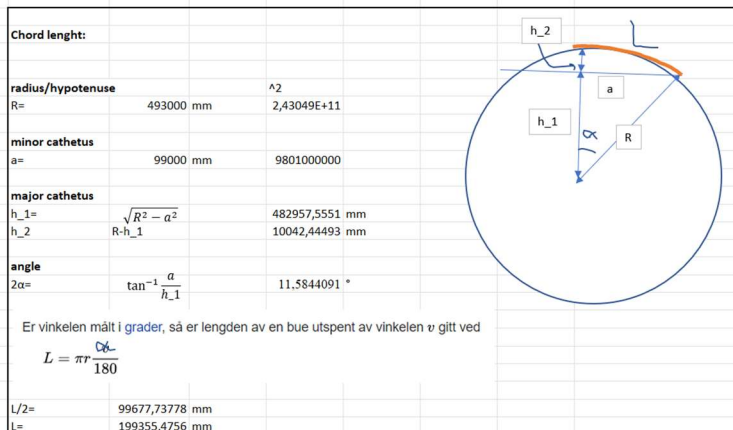 Chord lenght:
h_2
L
radius/hypotenuse ^2
R= 493000 mm 2,43049E+11
a
h_1
α
R
minor cathetus
a= 99000 mm 9801000000
major cathetus
h_1= √R² − a² 482957,5551 mm
h_2 R-h_1 10042,44493 mm
angle
2α= tan⁻¹ a/h_1 11,5844091 °
Er vinkelen målt i grader, så er lengden av en bue utspent av vinkelen v gitt ved
L = πr α/180
L/2= 99677,73778 mm
L= 199355,4756 mm